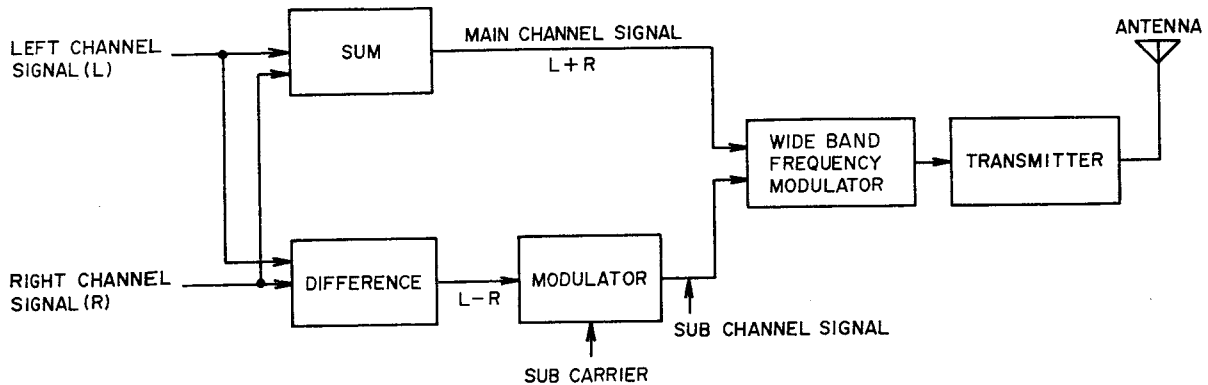 LEFT CHANNEL
SIGNAL (L)
SUM
MAIN CHANNEL SIGNAL
L+R
ANTENNA
WIDE BAND
FREQUENCY
MODULATOR
TRANSMITTER
RIGHT CHANNEL
SIGNAL (R)
DIFFERENCE
L−R
MODULATOR
SUB CHANNEL SIGNAL
SUB CARRIER